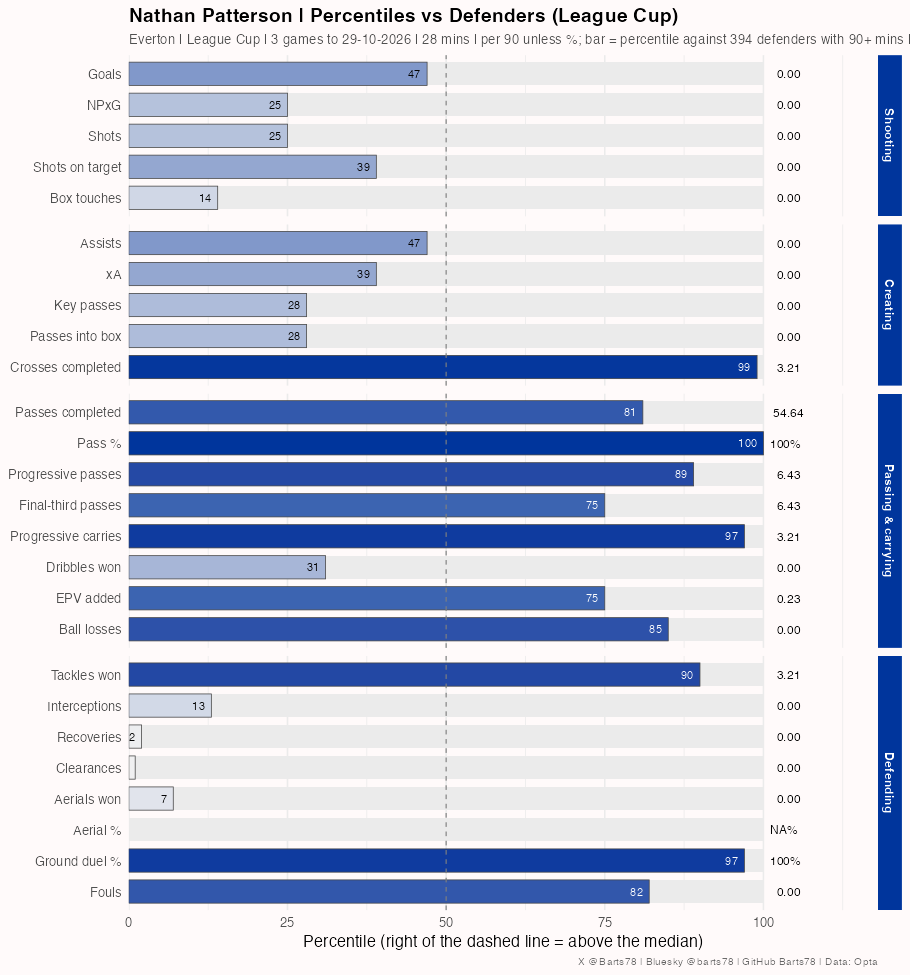 Nathan Patterson | Percentiles vs Defenders (League Cup)
Everton | League Cup | 3 games to 29-10-2026 | 28 mins | per 90 unless %; bar = percentile against 394 defenders with 90+ mins |
Goals 47 0.00
NPxG 25 0.00
Shots 25 0.00
Shots on target 39 0.00
Box touches 14 0.00
Shooting
Assists 47 0.00
xA 39 0.00
Key passes 28 0.00
Passes into box 28 0.00
Crosses completed 99 3.21
Creating
Passes completed 81 54.64
Pass % 100 100%
Progressive passes 89 6.43
Final-third passes 75 6.43
Progressive carries 97 3.21
Dribbles won 31 0.00
EPV added 75 0.23
Ball losses 85 0.00
Passing & carrying
Tackles won 90 3.21
Interceptions 13 0.00
Recoveries 2 0.00
Clearances 0.00
Aerials won 7 0.00
Aerial % NA%
Ground duel % 97 100%
Fouls 82 0.00
Defending
0 25 50 75 100
Percentile (right of the dashed line = above the median)
X @Barts78 | Bluesky @barts78 | GitHub Barts78 | Data: Opta